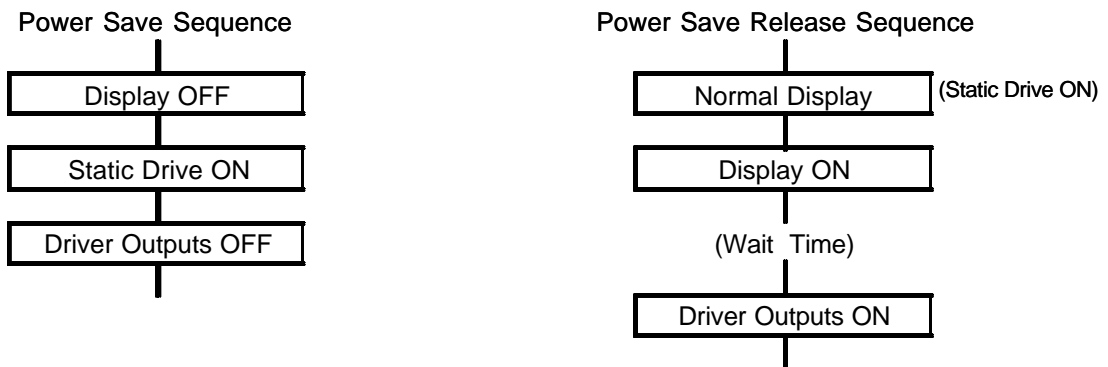 Power Save Sequence
Display OFF
Static Drive ON
Driver Outputs OFF
Power Save Release Sequence
Normal Display
(Static Drive ON)
Display ON
(Wait Time)
Driver Outputs ON